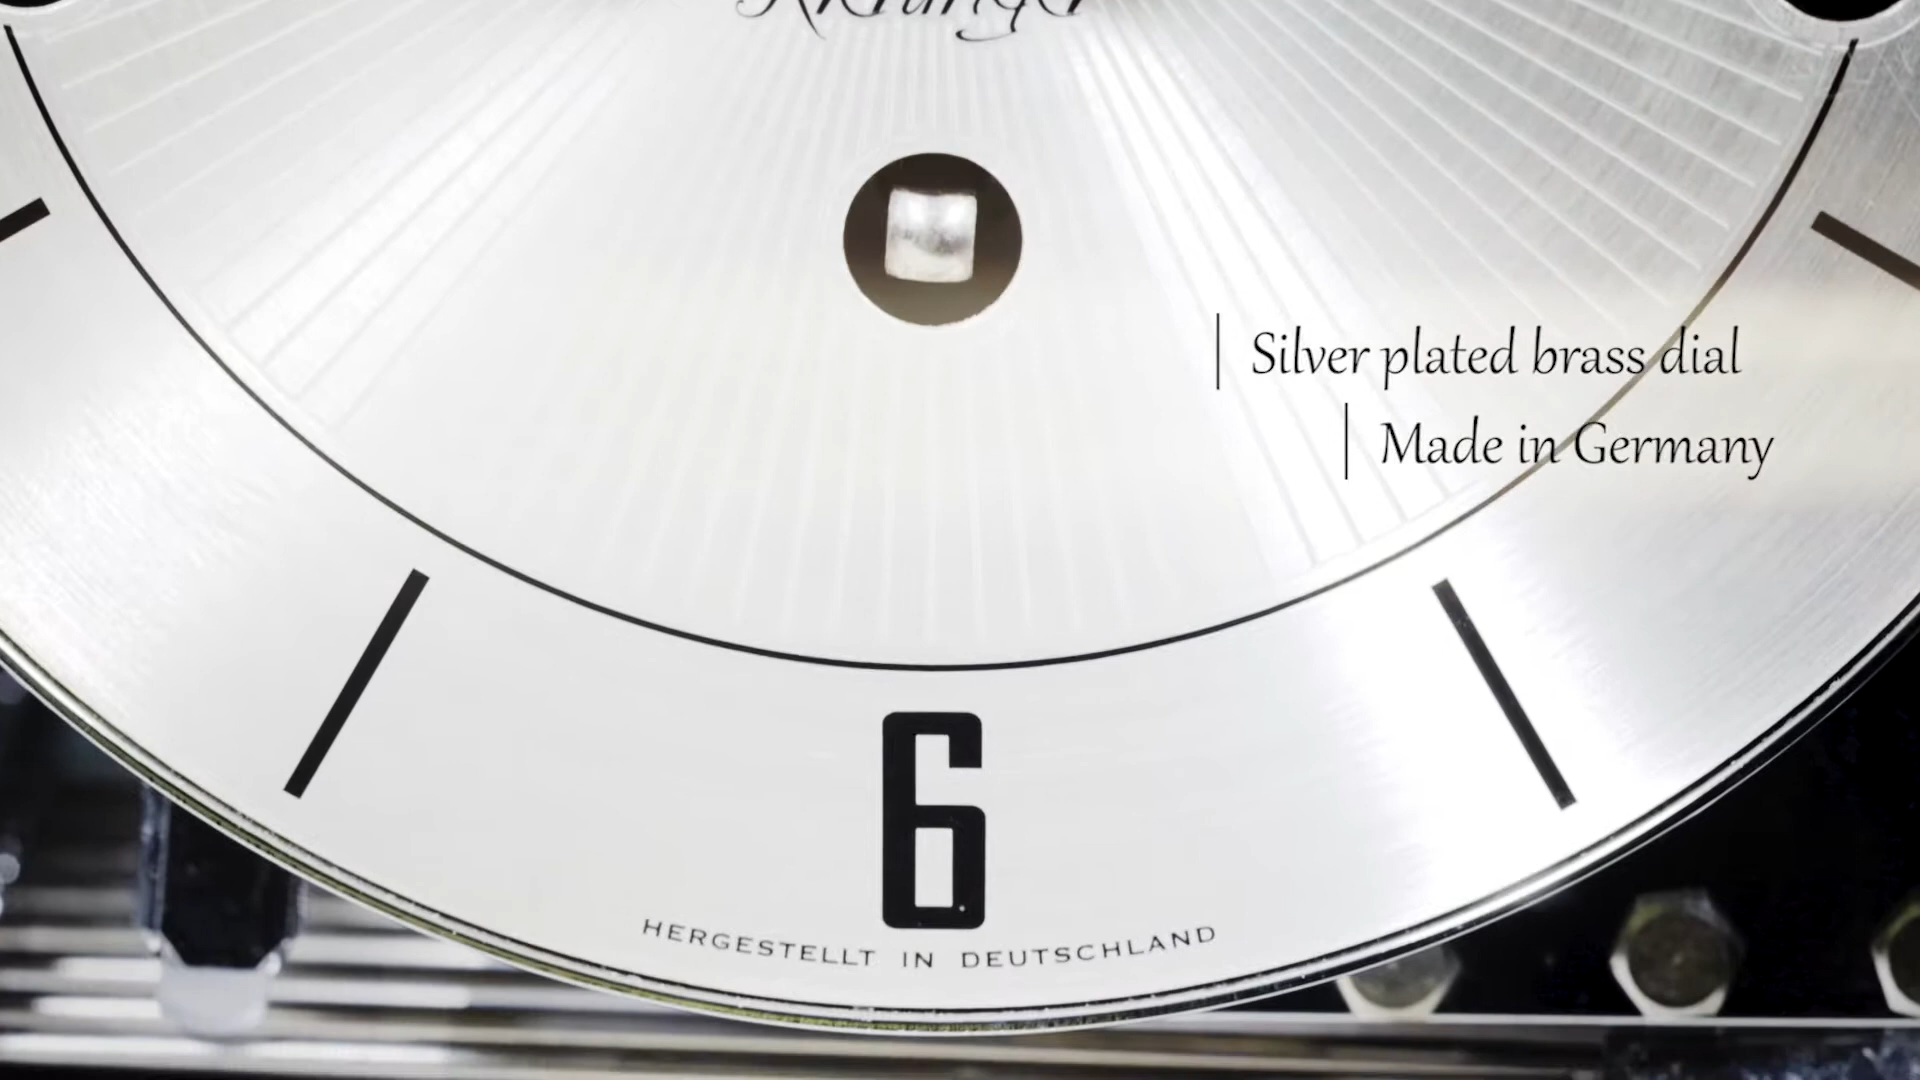 Silver plated brass dial
Made in Germany
6
HERGESTELLT IN DEUTSCHLAND